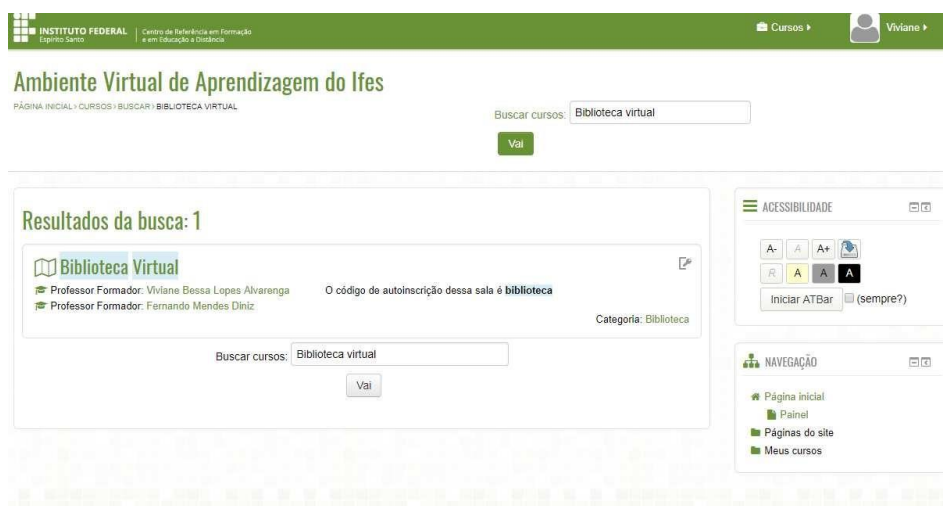 INSTITUTO FEDERAL
Espírito Santo
Centro de Referência em Formação
e em Educação a Distância
Cursos
Viviane
Ambiente Virtual de Aprendizagem do Ifes
PÁGINA INICIAL › CURSOS › BUSCAR › BIBLIOTECA VIRTUAL
Buscar cursos: Biblioteca virtual
Vai
Resultados da busca: 1
Biblioteca Virtual
Professor Formador: Viviane Bessa Lopes Alvarenga
Professor Formador: Fernando Mendes Diniz
O código de autoinscrição dessa sala é biblioteca
Categoria: Biblioteca
Buscar cursos: Biblioteca virtual
Vai
ACESSIBILIDADE
A- A A+
R A A A
Iniciar ATBar (sempre?)
NAVEGAÇÃO
Página inicial
Painel
Páginas do site
Meus cursos